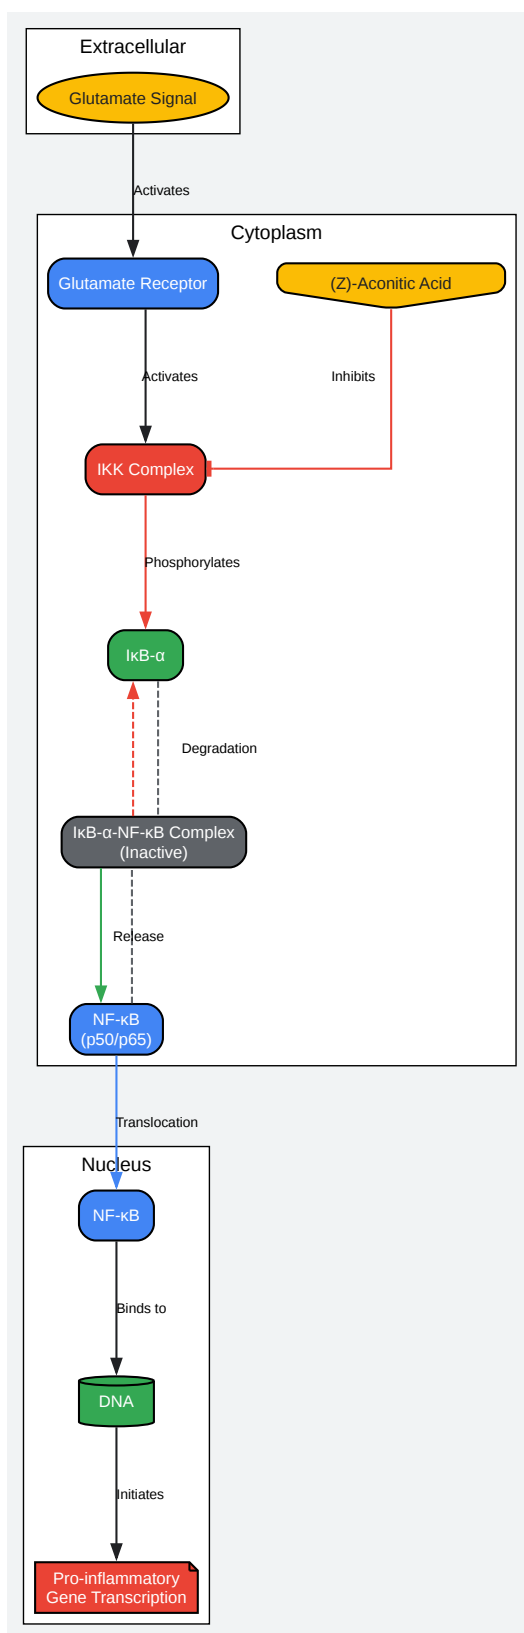 Extracellular
Glutamate Signal
Activates
Cytoplasm
Glutamate Receptor
(Z)-Aconitic Acid
Activates
Inhibits
IKK Complex
Phosphorylates
IκB-α
Degradation
IκB-α-NF-κB Complex
(Inactive)
Release
NF-κB
(p50/p65)
Translocation
Nucleus
NF-κB
Binds to
DNA
Initiates
Pro-inflammatory
Gene Transcription